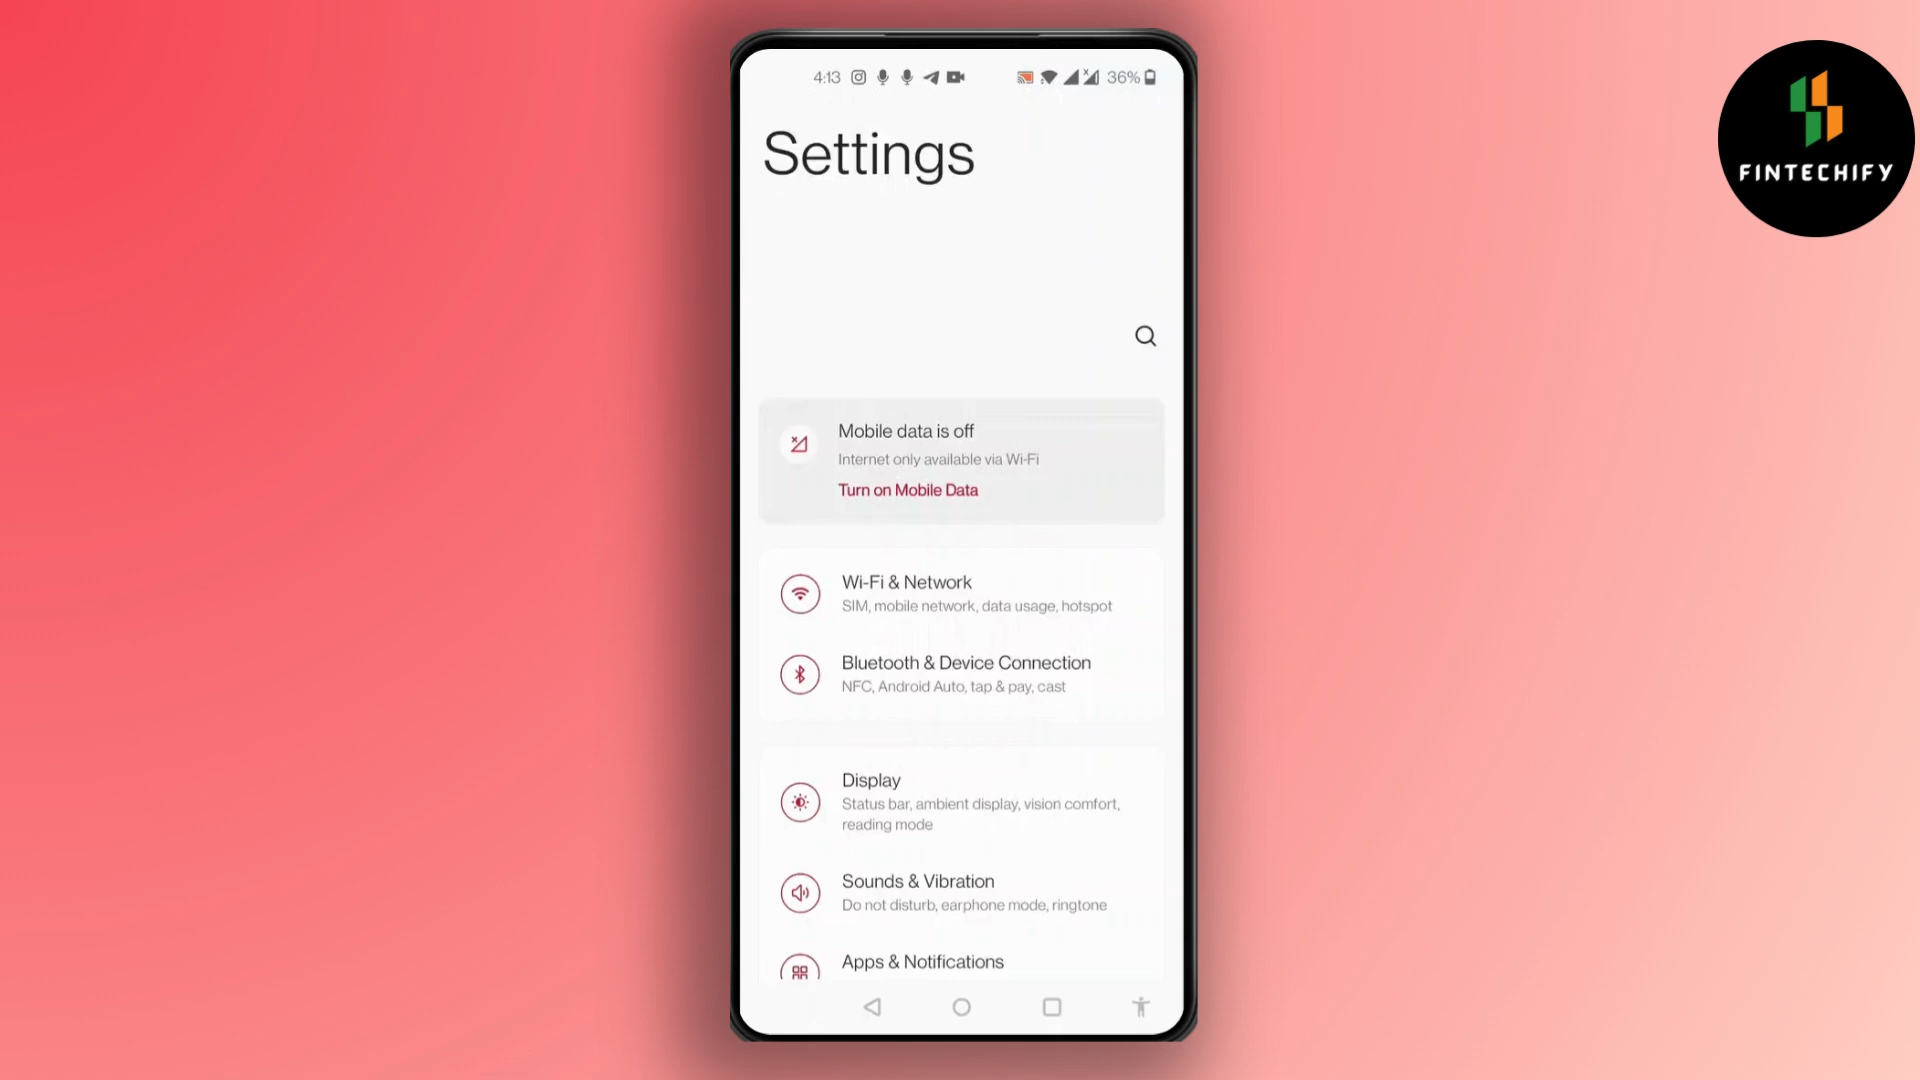 4:13
36%
FINTECHIFY
Settings
Mobile data is off
Internet only available via Wi-Fi
Turn on Mobile Data
Wi-Fi & Network
SIM, mobile network, data usage, hotspot
Bluetooth & Device Connection
NFC, Android Auto, tap & pay, cast
Display
Status bar, ambient display, vision comfort,
reading mode
Sounds & Vibration
Do not disturb, earphone mode, ringtone
Apps & Notifications